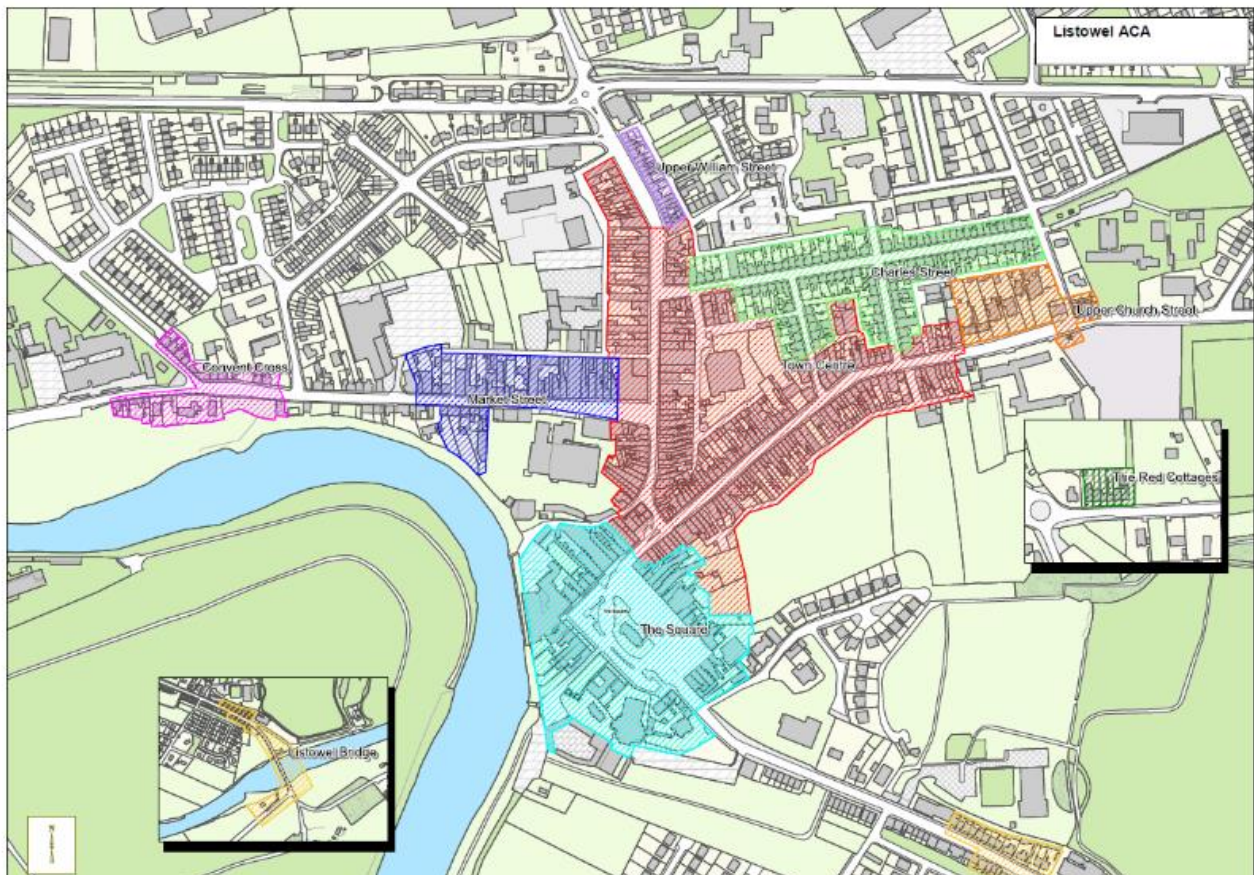 Listowel ACA
Upper William Street
Charles Street
Upper Church Street
Convent Cross
Town Centre
Market Street
The Red Cottages
The Square
Listowel Bridge